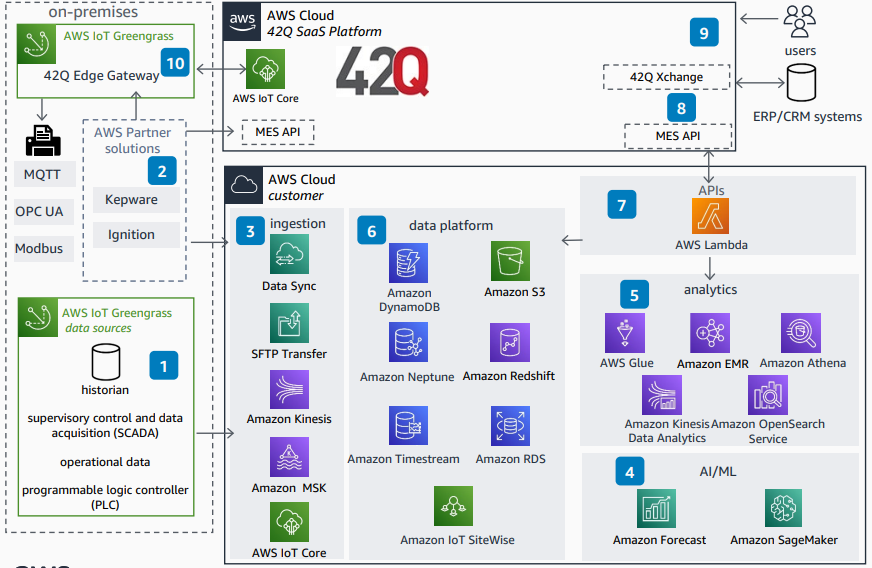 on-premises
AWS IoT Greengrass
42Q Edge Gateway
10
MQTT
OPC UA
Modbus
AWS Partner
solutions
2
Kepware
Ignition
AWS IoT Greengrass
data sources
1
historian
supervisory control and data
acquisition (SCADA)
operational data
programmable logic controller
(PLC)
aws
AWS Cloud
42Q SaaS Platform
AWS IoT Core
42Q
MES API
9
42Q Xchange
8
MES API
users
ERP/CRM systems
AWS Cloud
customer
3
ingestion
Data Sync
SFTP Transfer
Amazon Kinesis
Amazon MSK
AWS IoT Core
6
data platform
Amazon
DynamoDB
Amazon S3
Amazon Neptune
Amazon Redshift
Amazon Timestream
Amazon RDS
Amazon IoT SiteWise
7
APIs
AWS Lambda
5
analytics
AWS Glue
Amazon EMR
Amazon Athena
Amazon Kinesis
Data Analytics
Amazon OpenSearch
Service
4
AI/ML
Amazon Forecast
Amazon SageMaker